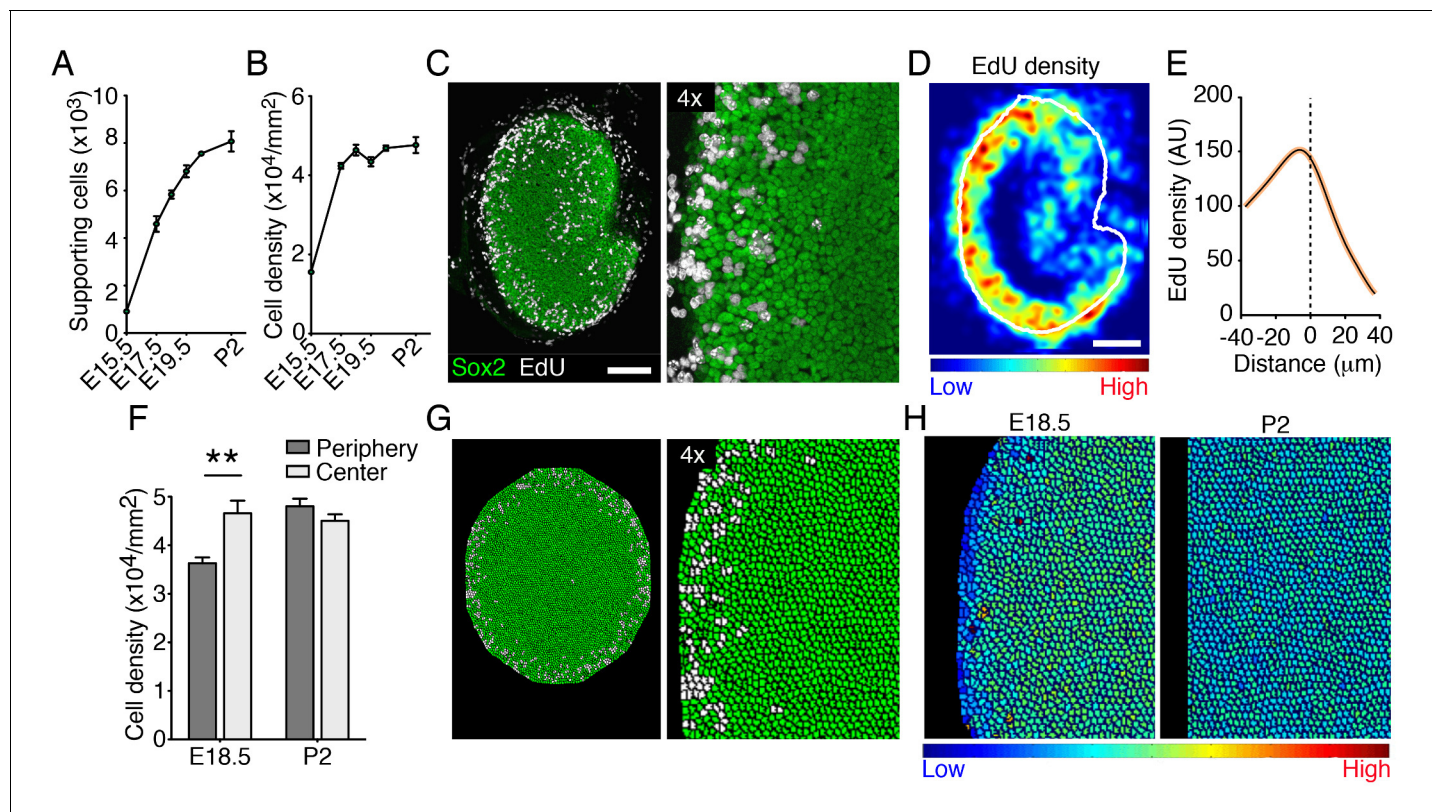 A
Supporting cells (x10³)
10
8
6
4
2
0
E15.5
E17.5
E19.5
P2
B
Cell density (x10⁴/mm²)
6
4
2
0
E15.5
E17.5
E19.5
P2
C
Sox2 EdU
4x
D
EdU density
Low High
E
EdU density (AU)
200
150
100
50
0
-40 -20 0 20 40
Distance (μm)
F
Periphery
Center
**
Cell density (x10⁴/mm²)
5
4
3
2
1
0
E18.5 P2
G
4x
H
E18.5 P2
Low High